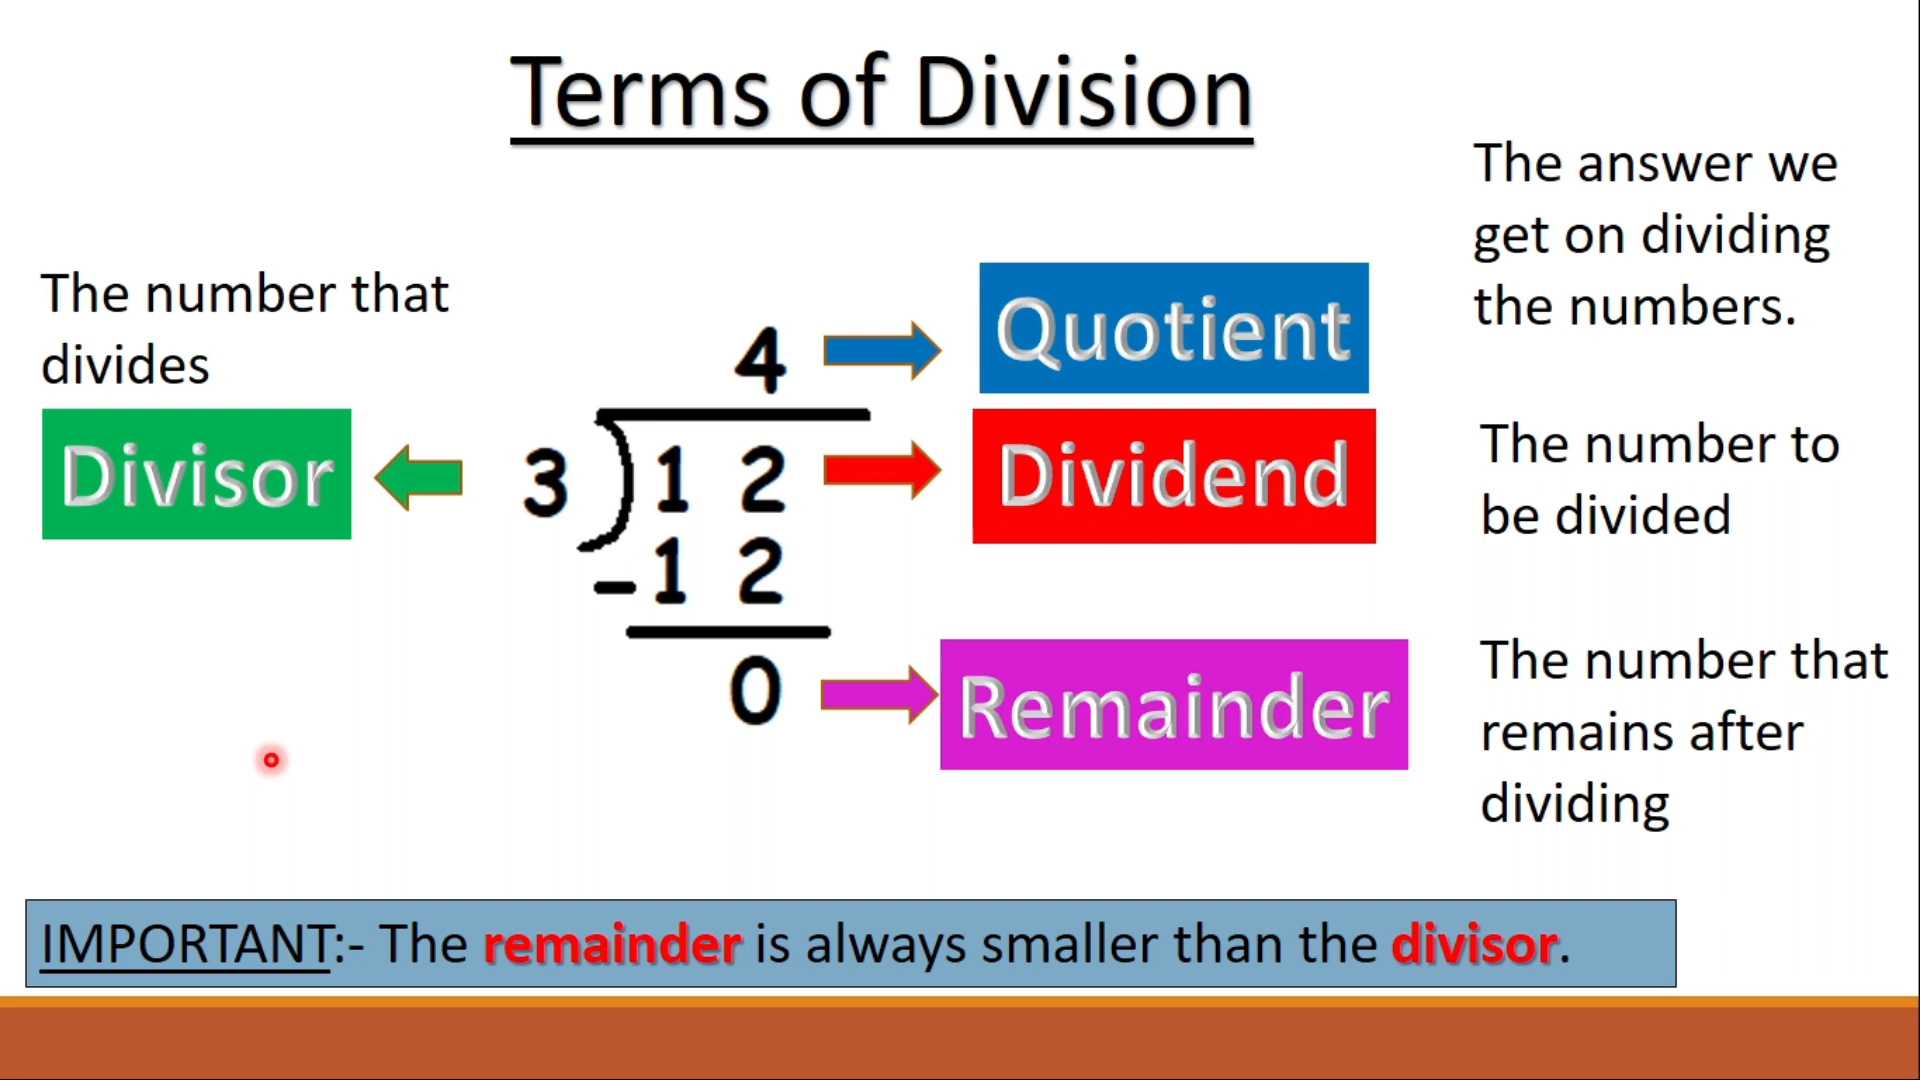 Terms of Division
The number that
divides
Divisor
4
3 1 2
-1 2
0
Quotient
The answer we
get on dividing
the numbers.
Dividend
The number to
be divided
Remainder
The number that
remains after
dividing
IMPORTANT:- The remainder is always smaller than the divisor.